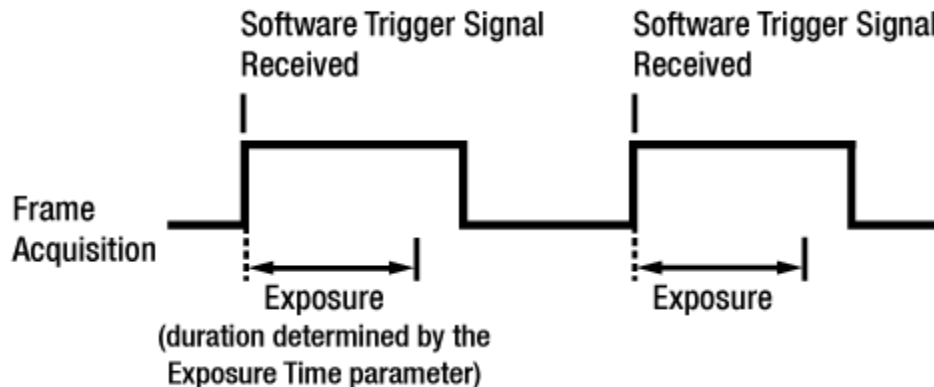 Software Trigger Signal
Received
Software Trigger Signal
Received
Frame
Acquisition
Exposure
(duration determined by the
Exposure Time parameter)
Exposure